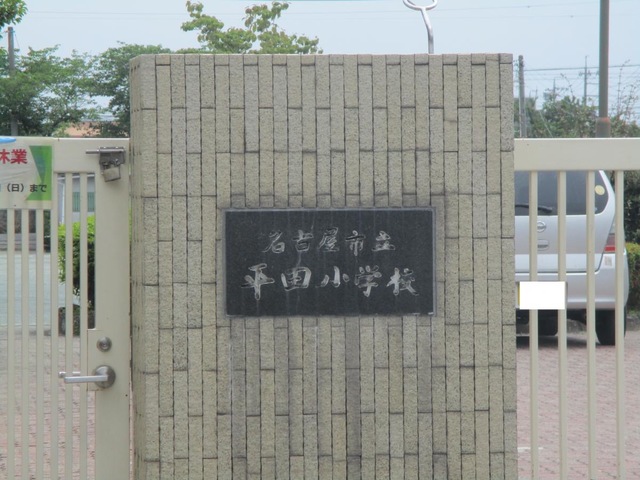 休業
(日)まで
名古屋市立
平田小学校